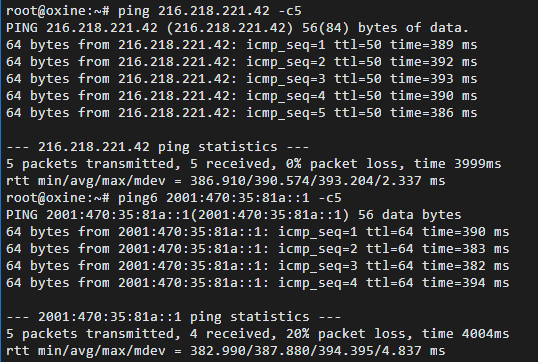 root@oxine:~# ping 216.218.221.42 -c5
PING 216.218.221.42 (216.218.221.42) 56(84) bytes of data.
64 bytes from 216.218.221.42: icmp_seq=1 ttl=50 time=389 ms
64 bytes from 216.218.221.42: icmp_seq=2 ttl=50 time=392 ms
64 bytes from 216.218.221.42: icmp_seq=3 ttl=50 time=393 ms
64 bytes from 216.218.221.42: icmp_seq=4 ttl=50 time=390 ms
64 bytes from 216.218.221.42: icmp_seq=5 ttl=50 time=386 ms

--- 216.218.221.42 ping statistics ---
5 packets transmitted, 5 received, 0% packet loss, time 3999ms
rtt min/avg/max/mdev = 386.910/390.574/393.204/2.337 ms
root@oxine:~# ping6 2001:470:35:81a::1 -c5
PING 2001:470:35:81a::1(2001:470:35:81a::1) 56 data bytes
64 bytes from 2001:470:35:81a::1: icmp_seq=1 ttl=64 time=390 ms
64 bytes from 2001:470:35:81a::1: icmp_seq=2 ttl=64 time=383 ms
64 bytes from 2001:470:35:81a::1: icmp_seq=3 ttl=64 time=382 ms
64 bytes from 2001:470:35:81a::1: icmp_seq=4 ttl=64 time=394 ms

--- 2001:470:35:81a::1 ping statistics ---
5 packets transmitted, 4 received, 20% packet loss, time 4004ms
rtt min/avg/max/mdev = 382.990/387.880/394.395/4.837 ms